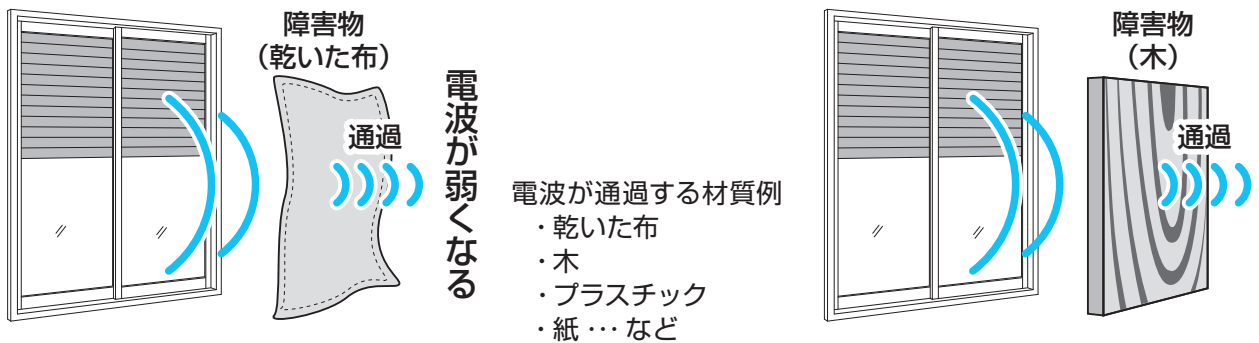 障害物
（乾いた布）
通過
電波が弱くなる
電波が通過する材質例
・乾いた布
・木
・プラスチック
・紙 … など
障害物
（木）
通過